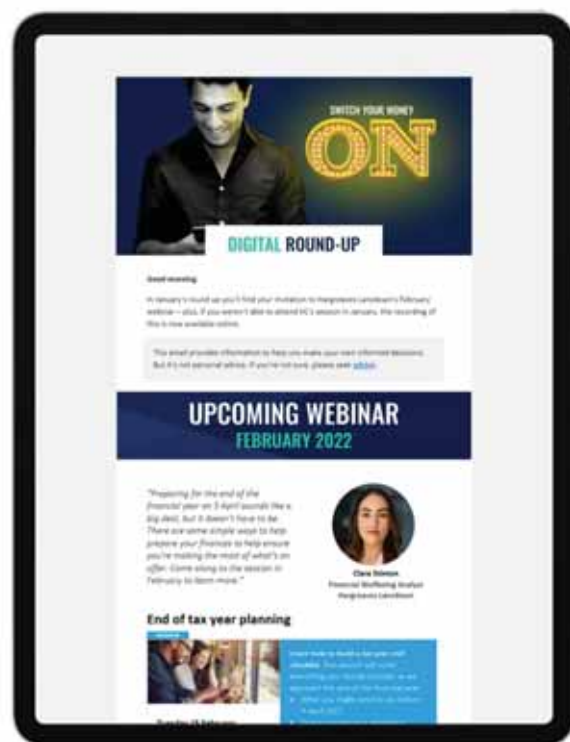 SWITCH YOUR MONEY
ON
DIGITAL ROUND-UP
Good morning
In January's round up you'll find your invitation to Hargreaves Lansdown's February
webinar – plus, if you weren't able to attend HL's session in January, the recording of
this is now available online.
This email provides information to help you make your own informed decisions.
But it's not personal advice. If you're not sure, please seek advice.
UPCOMING WEBINAR
FEBRUARY 2022
"Preparing for the end of the
financial year on 5 April sounds like a
big deal, but it doesn't have to be.
There are some simple ways to help
prepare your finances to help ensure
you're making the most of what's on
offer. Come along to the session in
February to learn more."
Clara
Financial Wellbeing Analyst
Hargreaves Lansdown
End of tax year planning